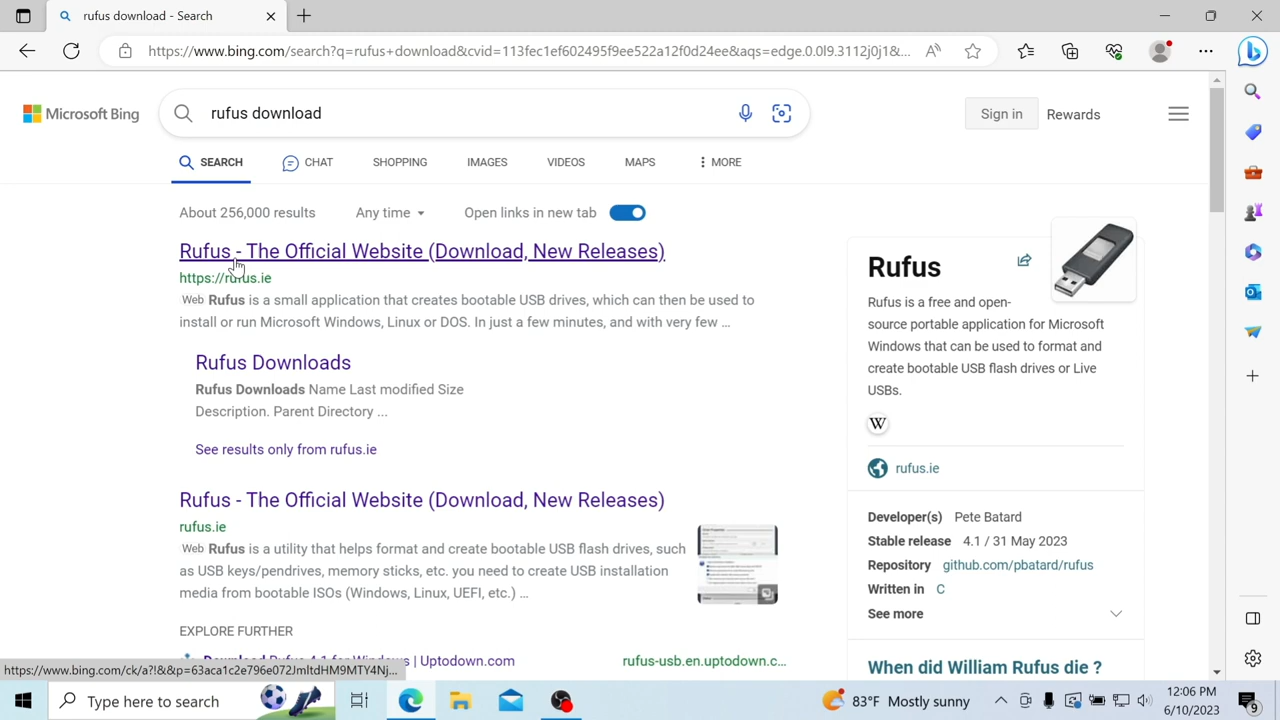 rufus download - Search
https://www.bing.com/search?q=rufus+download&cvid=113fec1ef602495f9ee522a12f0d24ee&aqs=edge.0.0l9.3112j0j1&...
Microsoft Bing
rufus download
Sign in
Rewards
SEARCH
CHAT
SHOPPING
IMAGES
VIDEOS
MAPS
MORE
About 256,000 results
Any time
Open links in new tab
Rufus - The Official Website (Download, New Releases)
https://rufus.ie
Web Rufus is a small application that creates bootable USB drives, which can then be used to
install or run Microsoft Windows, Linux or DOS. In just a few minutes, and with very few ...
Rufus Downloads
Rufus Downloads Name Last modified Size
Description. Parent Directory ...
See results only from rufus.ie
Rufus - The Official Website (Download, New Releases)
rufus.ie
Web Rufus is a utility that helps format and create bootable USB flash drives, such
as USB keys/pendrives, memory sticks, etc. you need to create USB installation
media from bootable ISOs (Windows, Linux, UEFI, etc.) ...
EXPLORE FURTHER
Download Rufus 4.1 for Windows | Uptodown.com
rufus-usb.en.uptodown.c...
Rufus
Rufus is a free and open-
source portable application for Microsoft
Windows that can be used to format and
create bootable USB flash drives or Live
USBs.
W
rufus.ie
Developer(s) Pete Batard
Stable release 4.1 / 31 May 2023
Repository github.com/pbatard/rufus
Written in C
See more
When did William Rufus die ?
https://www.bing.com/ck/a?!&&p=63aca1c2e796e072JmltdHM9MTY4Nj...
Type here to search
83°F Mostly sunny
12:06 PM
6/10/2023
9